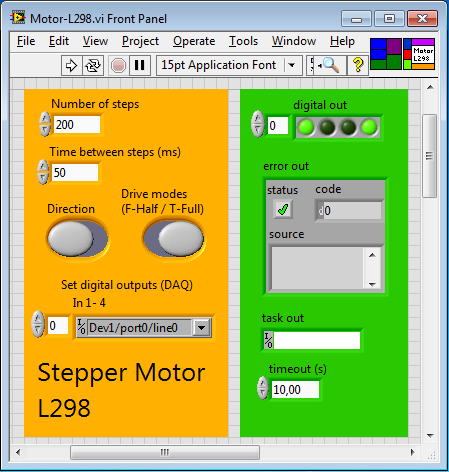 Motor-L298.vi Front Panel
File Edit View Project Operate Tools Window Help
15pt Application Font
Motor
L298
Number of steps
200
Time between steps (ms)
50
Direction
Drive modes
(F-Half / T-Full)
Set digital outputs (DAQ)
In 1- 4
0
I/O Dev1/port0/line0
Stepper Motor
L298
digital out
0
error out
status code
d0
source
task out
I/O
timeout (s)
10,00